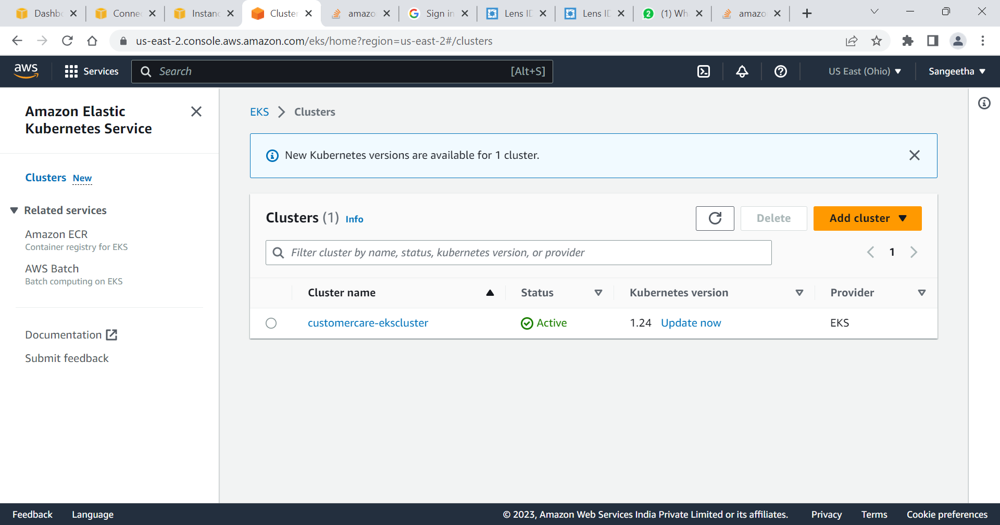 Dashbo
Connec
Instanc
Cluster
amazo
Sign in
Lens ID
Lens ID
2
(1) Wh
amazo
us-east-2.console.aws.amazon.com/eks/home?region=us-east-2#/clusters
aws
Services
Search
[Alt+S]
US East (Ohio)
Sangeetha
Amazon Elastic
Kubernetes Service
Clusters New
Related services
Amazon ECR
Container registry for EKS
AWS Batch
Batch computing on EKS
Documentation
Submit feedback
EKS
Clusters
New Kubernetes versions are available for 1 cluster.
Clusters (1) Info
Delete
Add cluster
Filter cluster by name, status, kubernetes version, or provider
1
Cluster name
Status
Kubernetes version
Provider
customercare-ekscluster
Active
1.24 Update now
EKS
Feedback
Language
© 2023, Amazon Web Services India Private Limited or its affiliates.
Privacy
Terms
Cookie preferences